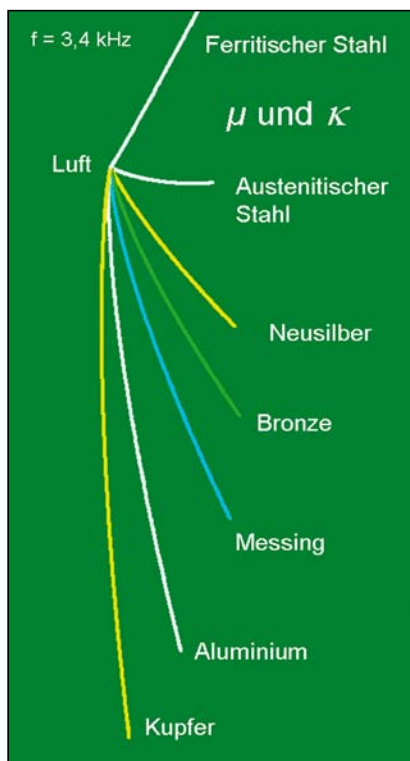 f = 3,4 kHz
Ferritischer Stahl
μ und κ
Luft
Austenitischer
Stahl
Neusilber
Bronze
Messing
Aluminium
Kupfer